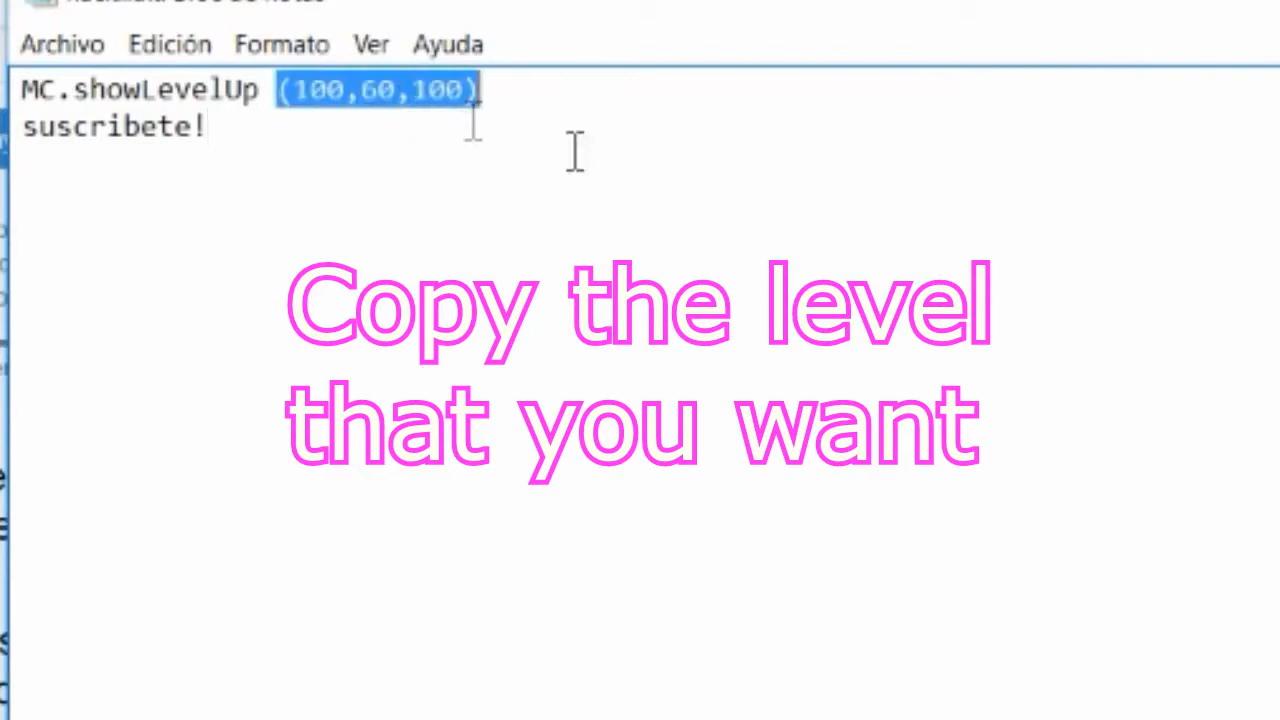 Archivo Edición Formato Ver Ayuda
MC.showLevelUp (100,60,100)
suscribete!
Copy the level
that you want